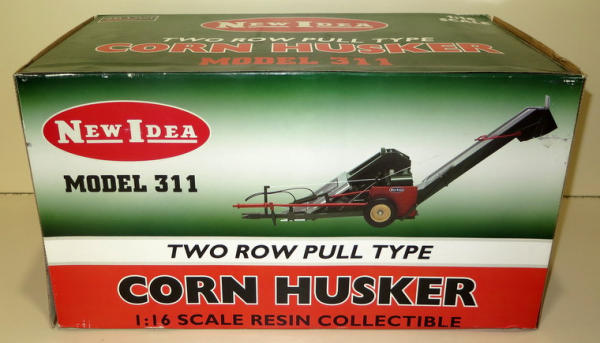 NEW IDEA
TWO ROW PULL TYPE
CORN HUSKER
MODEL 311
NEW IDEA
MODEL 311
TWO ROW PULL TYPE
CORN HUSKER
1:16 SCALE RESIN COLLECTIBLE